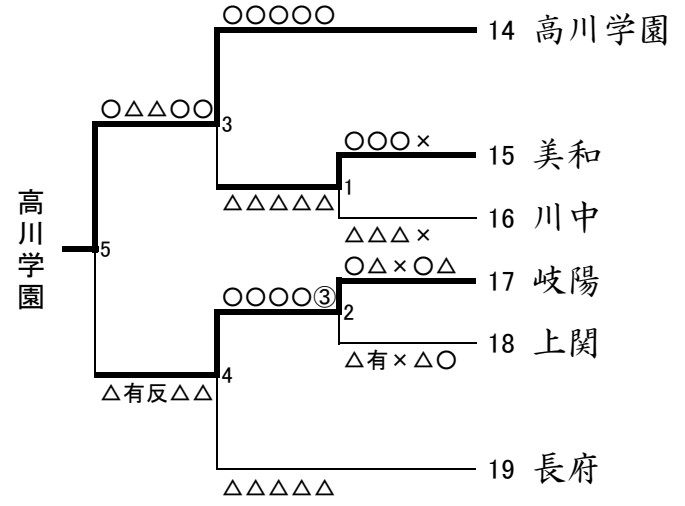 ○○○○○
14 高川学園
○△△○○
3
○○○×
15 美和
1
△△△△△
16 川中
△△△×
高川学園
5
○△×○△
17 岐陽
○○○○③
2
18 上関
△有×△○
4
△有反△△
19 長府
△△△△△